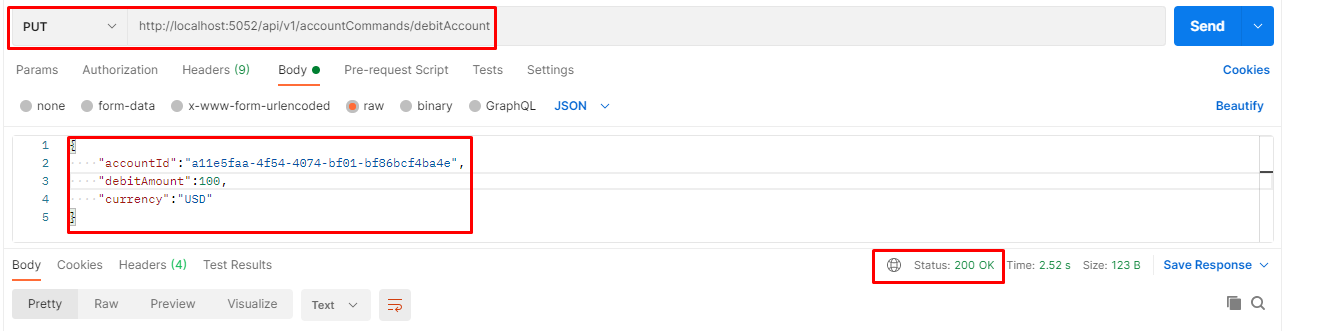 PUT http://localhost:5052/api/v1/accountCommands/debitAccount Send
Params Authorization Headers (9) Body Pre-request Script Tests Settings Cookies
none form-data x-www-form-urlencoded raw binary GraphQL JSON Beautify
1 {
2 "accountId":"a11e5faa-4f54-4074-bf01-bf86bcf4ba4e",
3 "debitAmount":100,
4 "currency":"USD"
5 }
Body Cookies Headers (4) Test Results Status: 200 OK Time: 2.52 s Size: 123 B Save Response
Pretty Raw Preview Visualize Text